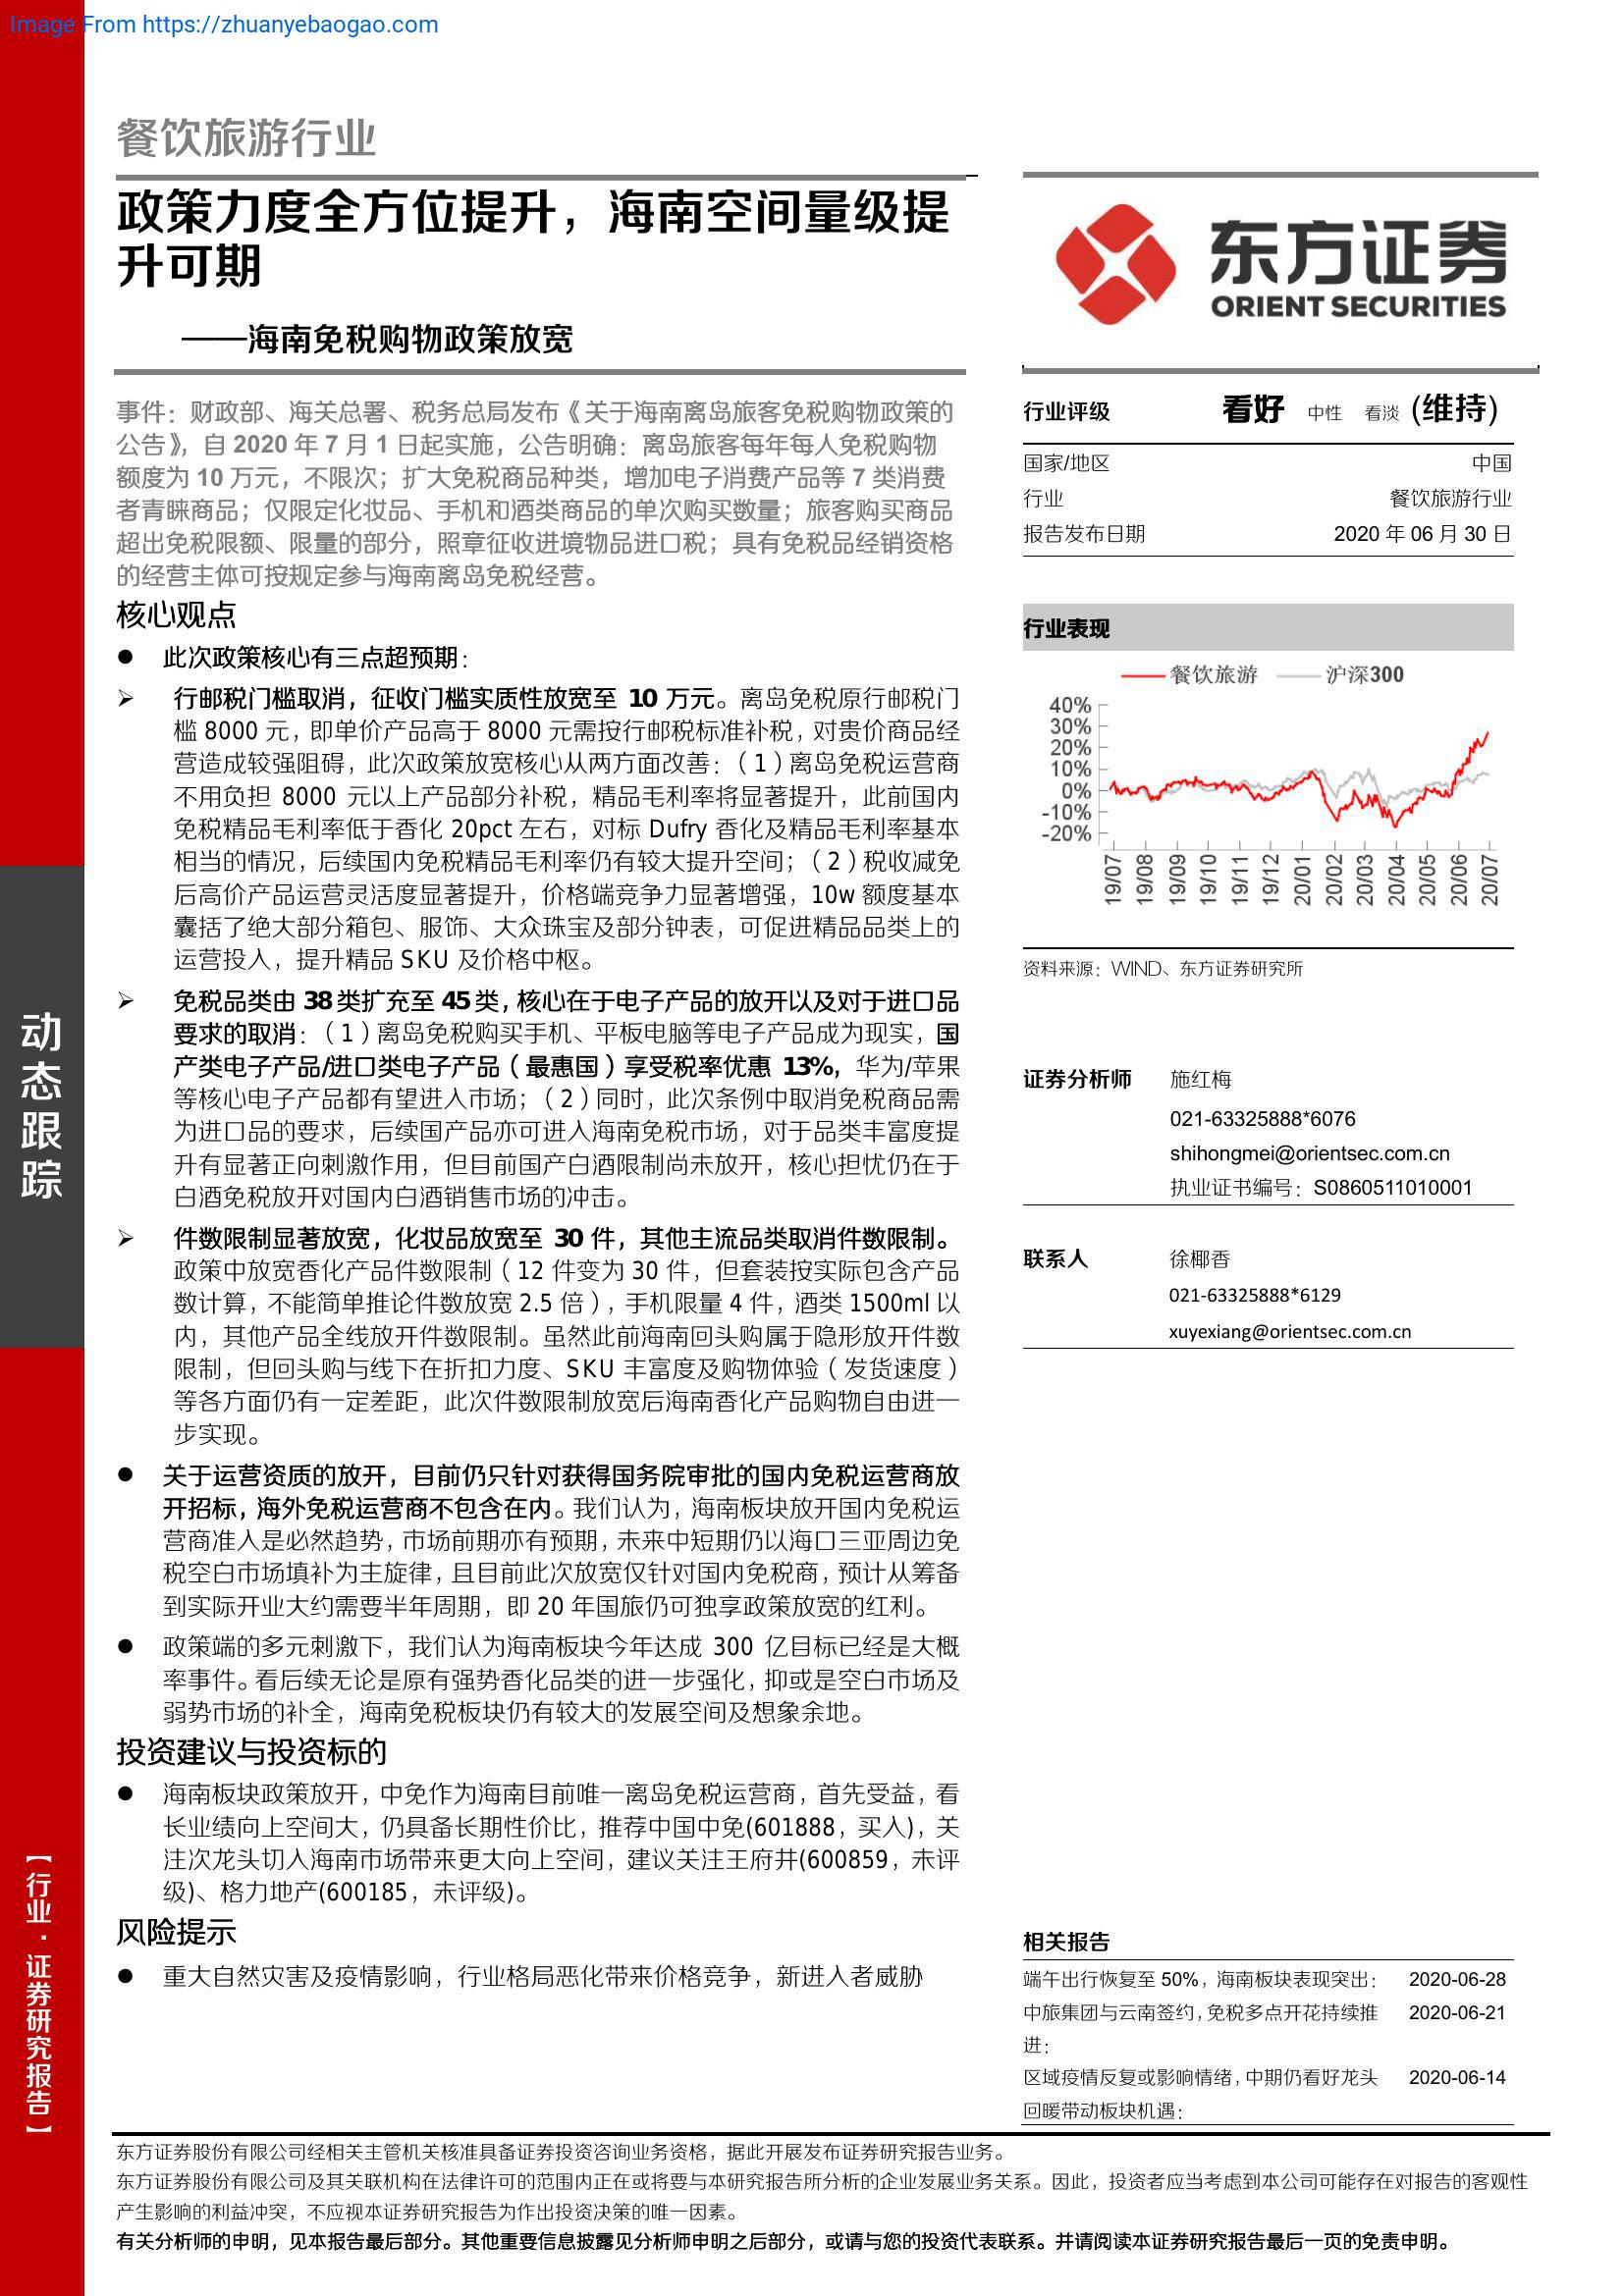 Image From https://zhuanyebaogao.com
餐饮旅游行业
政策力度全方位提升，海南空间量级提
升可期
——海南免税购物政策放宽
事件：财政部、海关总署、税务总局发布《关于海南离岛旅客免税购物政策的
公告》，自 2020 年 7 月 1 日起实施，公告明确：离岛旅客每年每人免税购物
额度为 10 万元，不限次；扩大免税商品种类，增加电子消费产品等 7 类消费
者青睐商品；仅限定化妆品、手机和酒类商品的单次购买数量；旅客购买商品
超出免税限额、限量的部分，照章征收进境物品进口税；具有免税品经销资格
的经营主体可按规定参与海南离岛免税经营。
核心观点
● 此次政策核心有三点超预期：
➢ 行邮税门槛取消，征收门槛实质性放宽至 10 万元。离岛免税原行邮税门
槛 8000 元，即单价产品高于 8000 元需按行邮税标准补税，对贵价商品经
营造成较强阻碍，此次政策放宽核心从两方面改善：（1）离岛免税运营商
不用负担 8000 元以上产品部分补税，精品毛利率将显著提升，此前国内
免税精品毛利率低于香化 20pct 左右，对标 Dufry 香化及精品毛利率基本
相当的情况，后续国内免税精品毛利率仍有较大提升空间；（2）税收减免
后高价产品运营灵活度显著提升，价格端竞争力显著增强，10w 额度基本
囊括了绝大部分箱包、服饰、大众珠宝及部分钟表，可促进精品品类上的
运营投入，提升精品 SKU 及价格中枢。
➢ 免税品类由 38 类扩充至 45 类，核心在于电子产品的放开以及对于进口品
要求的取消：（1）离岛免税购买手机、平板电脑等电子产品成为现实，国
产类电子产品/进口类电子产品（最惠国）享受税率优惠 13%，华为/苹果
等核心电子产品都有望进入市场；（2）同时，此次条例中取消免税商品需
为进口品的要求，后续国产品亦可进入海南免税市场，对于品类丰富度提
升有显著正向刺激作用，但目前国产白酒限制尚未放开，核心担忧仍在于
白酒免税放开对国内白酒销售市场的冲击。
➢ 件数限制显著放宽，化妆品放宽至 30 件，其他主流品类取消件数限制。
政策中放宽香化产品件数限制（12 件变为 30 件，但套装按实际包含产品
数计算，不能简单推论件数放宽 2.5 倍），手机限量 4 件，酒类 1500ml 以
内，其他产品全线放开件数限制。虽然此前海南回头购属于隐形放开件数
限制，但回头购与线下在折扣力度、SKU 丰富度及购物体验（发货速度）
等各方面仍有一定差距，此次件数限制放宽后海南香化产品购物自由进一
步实现。
● 关于运营资质的放开，目前仍只针对获得国务院审批的国内免税运营商放
开招标，海外免税运营商不包含在内。我们认为，海南板块放开国内免税运
营商准入是必然趋势，市场前期亦有预期，未来中短期仍以海口三亚周边免
税空白市场填补为主旋律，且目前此次放宽仅针对国内免税商，预计从筹备
到实际开业大约需要半年周期，即 20 年国旅仍可独享政策放宽的红利。
● 政策端的多元刺激下，我们认为海南板块今年达成 300 亿目标已经是大概
率事件。看后续无论是原有强势香化品类的进一步强化，抑或是空白市场及
弱势市场的补全，海南免税板块仍有较大的发展空间及想象余地。
投资建议与投资标的
● 海南板块政策放开，中免作为海南目前唯一离岛免税运营商，首先受益，看
长业绩向上空间大，仍具备长期性价比，推荐中国中免(601888，买入)，关
注次龙头切入海南市场带来更大向上空间，建议关注王府井(600859，未评
级)、格力地产(600185，未评级)。
风险提示
● 重大自然灾害及疫情影响，行业格局恶化带来价格竞争，新进入者威胁
东方证券
ORIENT SECURITIES
行业评级 看好 中性 看淡 (维持)
国家/地区 中国
行业 餐饮旅游行业
报告发布日期 2020 年 06 月 30 日
行业表现
餐饮旅游 沪深300
40%
30%
20%
10%
0%
-10%
-20%
19/07 19/08 19/09 19/10 19/11 19/12 20/01 20/02 20/03 20/04 20/05 20/06 20/07
资料来源：WIND、东方证券研究所
证券分析师 施红梅
021-63325888*6076
shihongmei@orientsec.com.cn
执业证书编号：S0860511010001
联系人 徐椰香
021-63325888*6129
xuyexiang@orientsec.com.cn
相关报告
端午出行恢复至 50%，海南板块表现突出： 2020-06-28
中旅集团与云南签约，免税多点开花持续推 2020-06-21
进：
区域疫情反复或影响情绪，中期仍看好龙头 2020-06-14
回暖带动板块机遇：
动态跟踪
【行业·证券研究报告】
东方证券股份有限公司经相关主管机关核准具备证券投资咨询业务资格，据此开展发布证券研究报告业务。
东方证券股份有限公司及其关联机构在法律许可的范围内正在或将要与本研究报告所分析的企业发展业务关系。因此，投资者应当考虑到本公司可能存在对报告的客观性
产生影响的利益冲突，不应视本证券研究报告为作出投资决策的唯一因素。
有关分析师的申明，见本报告最后部分。其他重要信息披露见分析师申明之后部分，或请与您的投资代表联系。并请阅读本证券研究报告最后一页的免责申明。